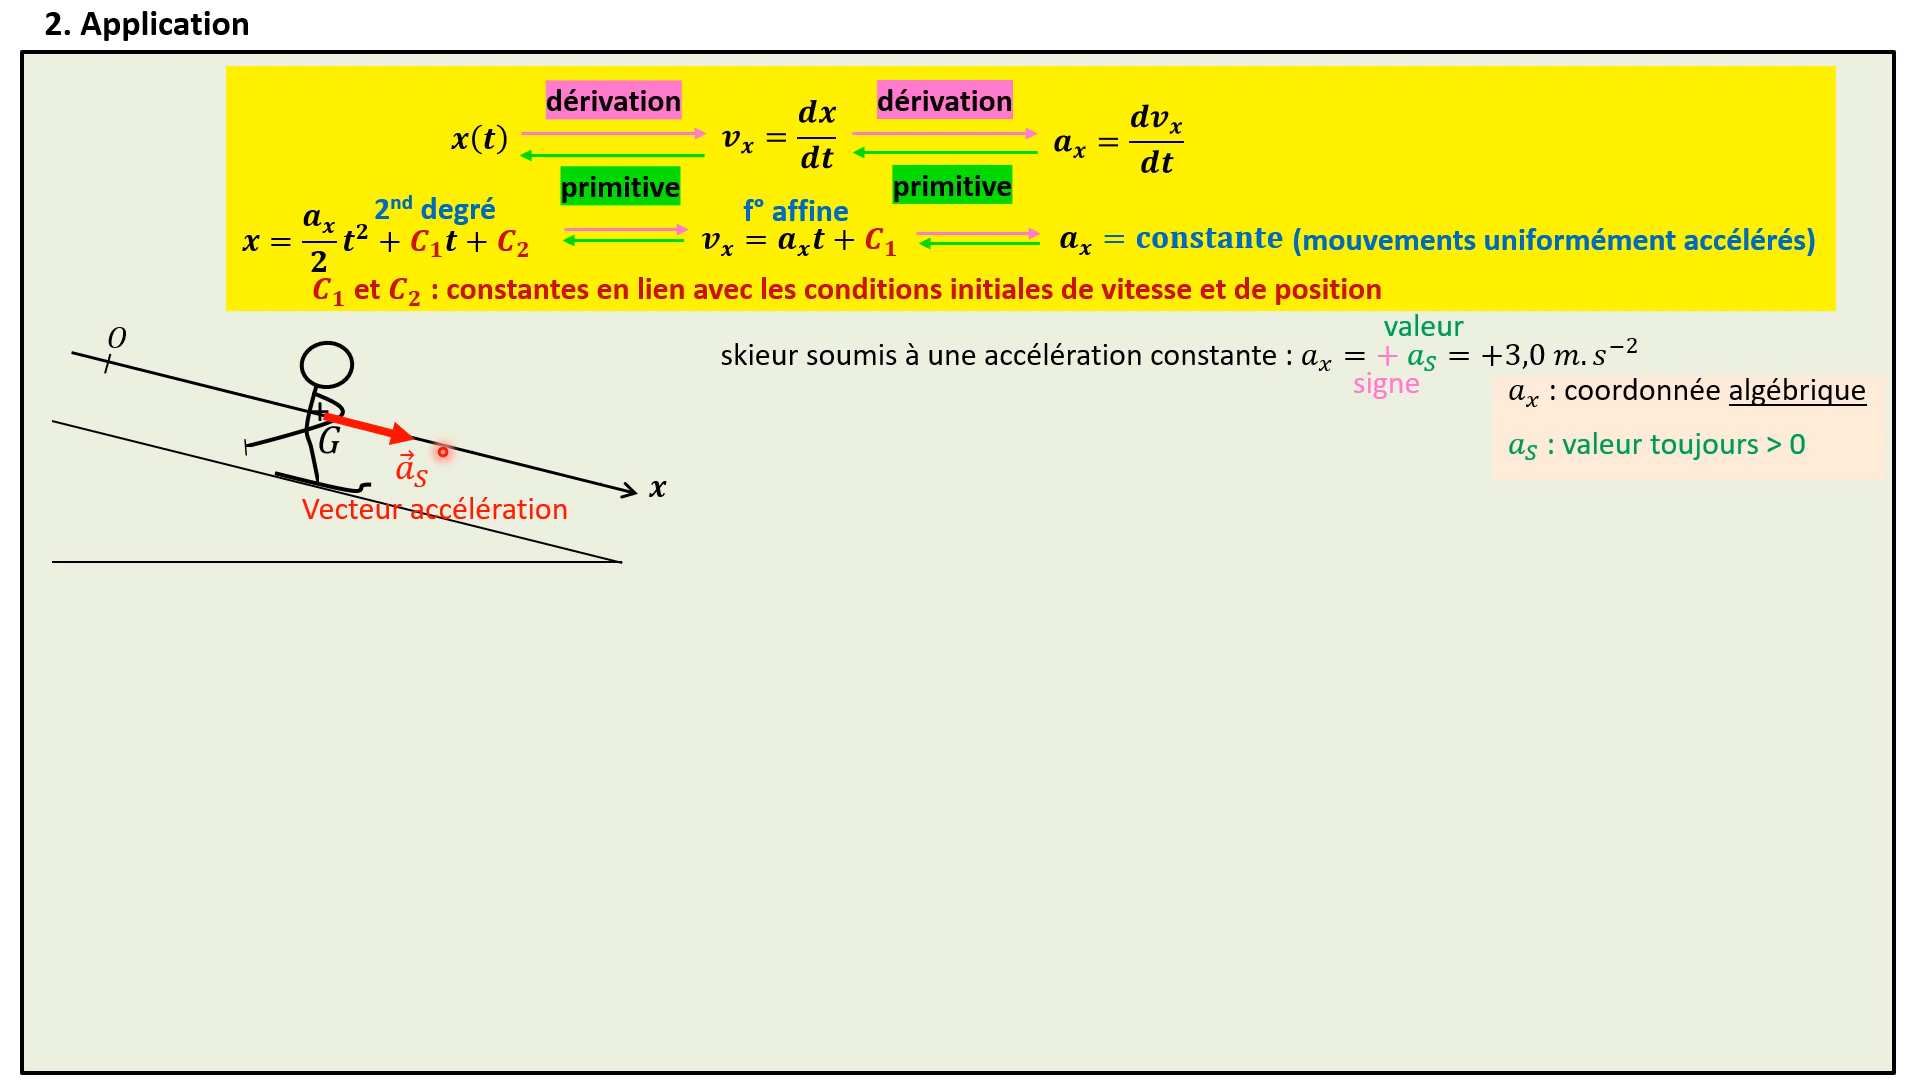 2. Application
dérivation dérivation
x(t) v_x = dx/dt a_x = dv_x/dt
primitive primitive
2nd degré f° affine
x = a_x/2 t² + C₁t + C₂ v_x = a_x t + C₁ a_x = constante (mouvements uniformément accélérés)
C₁ et C₂ : constantes en lien avec les conditions initiales de vitesse et de position
valeur
skieur soumis à une accélération constante : a_x = + a_S = +3,0 m.s⁻²
signe
a_x : coordonnée algébrique
a_S : valeur toujours > 0
O
G
a⃗_S
x
Vecteur accélération